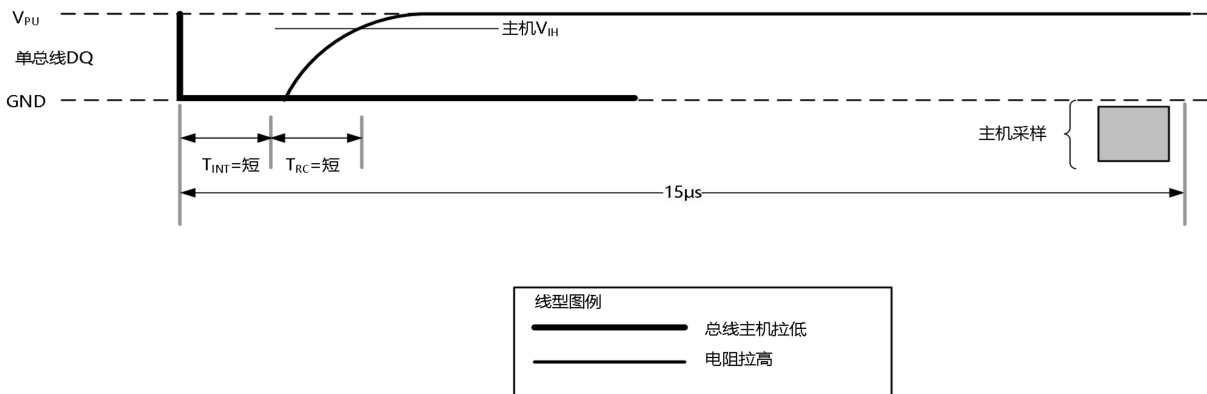 VPU
主机VIH
单总线DQ
GND
主机采样
TINT=短
TRC=短
15μs
线型图例
总线主机拉低
电阻拉高